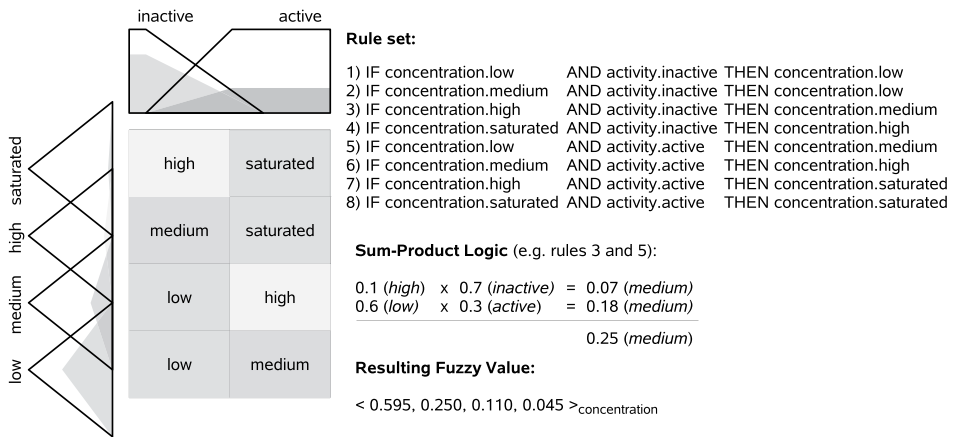 inactive active
saturated
high
medium
low
high saturated
medium saturated
low high
low medium
Rule set:
1) IF concentration.low AND activity.inactive THEN concentration.low
2) IF concentration.medium AND activity.inactive THEN concentration.low
3) IF concentration.high AND activity.inactive THEN concentration.medium
4) IF concentration.saturated AND activity.inactive THEN concentration.high
5) IF concentration.low AND activity.active THEN concentration.medium
6) IF concentration.medium AND activity.active THEN concentration.high
7) IF concentration.high AND activity.active THEN concentration.saturated
8) IF concentration.saturated AND activity.active THEN concentration.saturated
Sum-Product Logic (e.g. rules 3 and 5):
0.1 (high) x 0.7 (inactive) = 0.07 (medium)
0.6 (low) x 0.3 (active) = 0.18 (medium)
0.25 (medium)
Resulting Fuzzy Value:
< 0.595, 0.250, 0.110, 0.045 >concentration